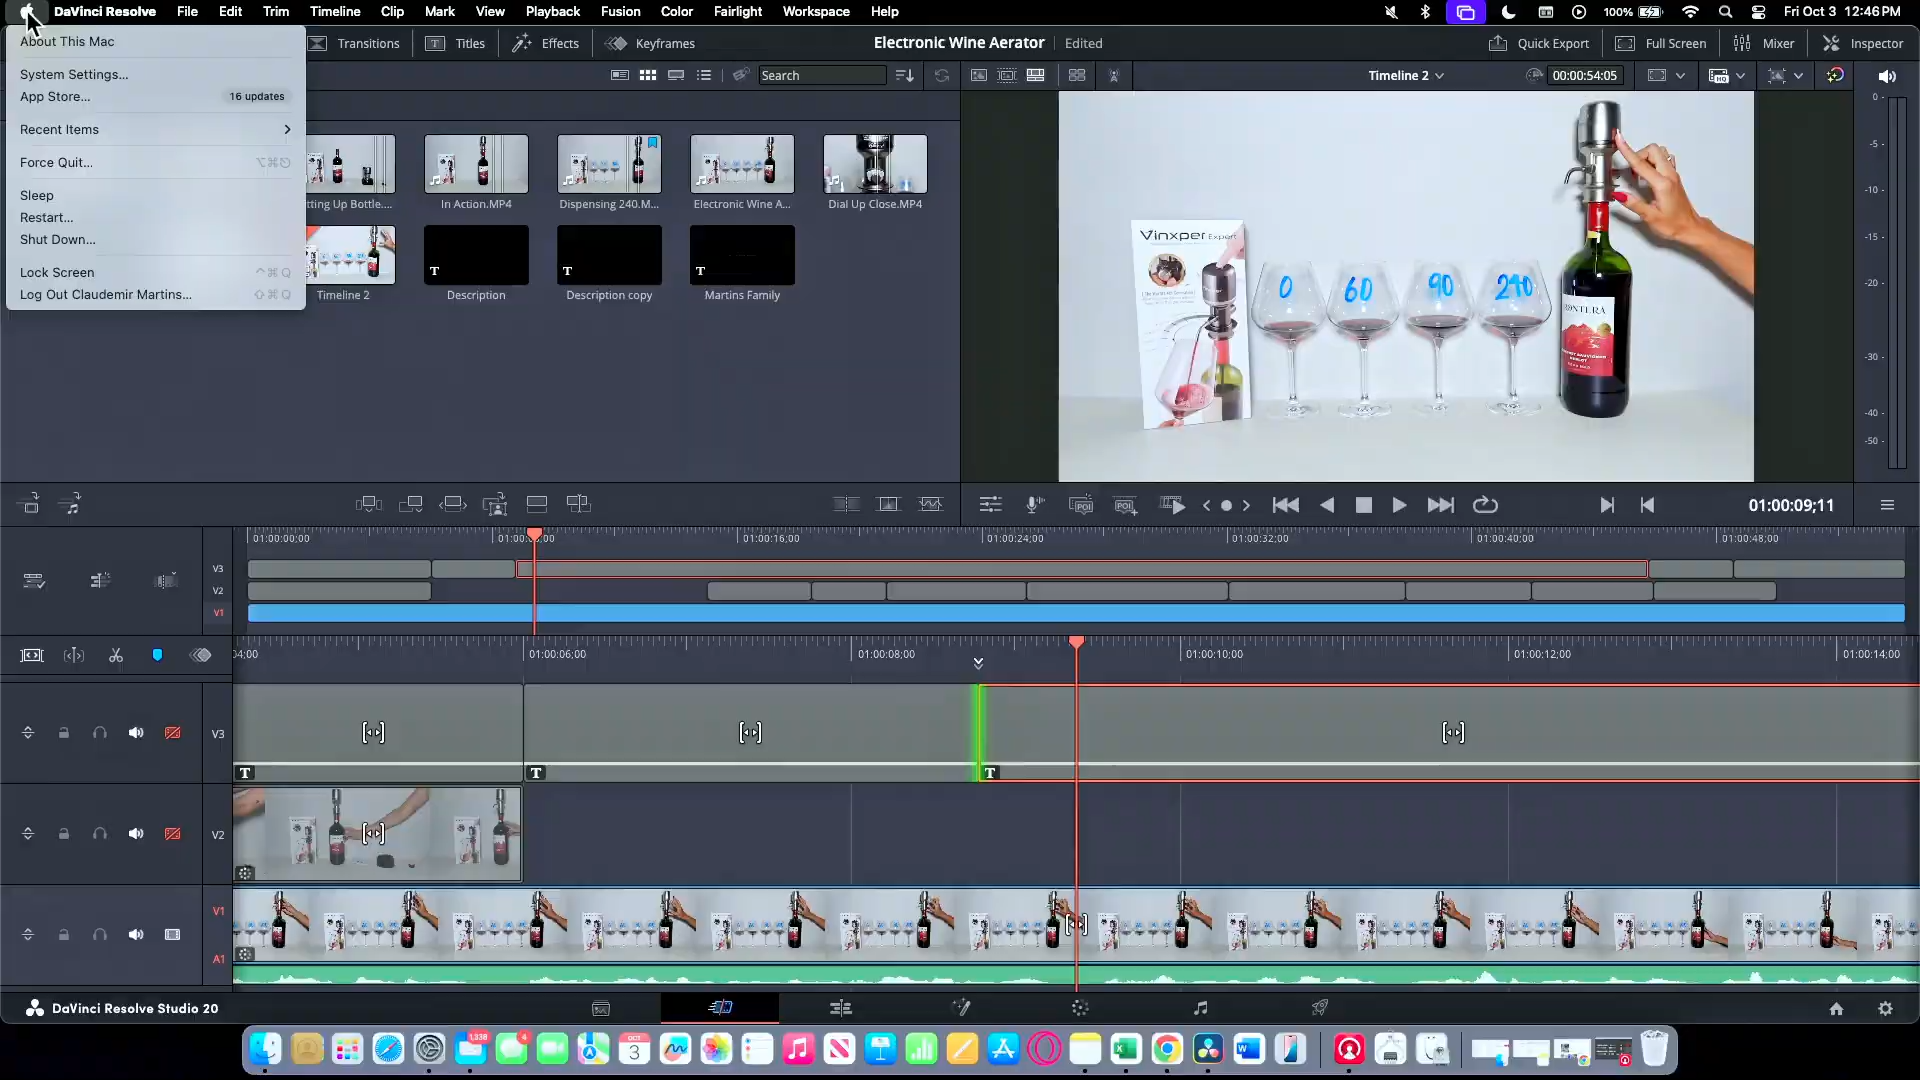 DaVinci Resolve File Edit Trim Timeline Clip Mark View Playback Fusion Color Fairlight Workspace Help 100% Fri Oct 3 12:46 PM
About This Mac
System Settings...
App Store... 16 updates
Recent Items
Force Quit...
Sleep
Restart...
Shut Down...
Lock Screen
Log Out Claudemir Martins...
Transitions Titles Effects Keyframes Electronic Wine Aerator Edited Quick Export Full Screen Mixer Inspector
Search Timeline 2 00:00:54:05
tting Up Bottle.... In Action.MP4 Dispensing 240.M... Electronic Wine A... Dial Up Close.MP4
Timeline 2 Description Description copy Martins Family
Vinxper Expert
0 60 90 240
FRONTERA
0 -5 -10 -15 -20 -30 -40 -50
01:00:09;11
01:00:00;00 01:00:16;00 01:00:24;00 01:00:32;00 01:00:40;00 01:00:48;00
V3
V2
V1
04;00 01:00:06;00 01:00:08;00 01:00:10;00 01:00:12;00 01:00:14;00
V3
T T T
V2
V1
A1
DaVinci Resolve Studio 20
1,338 4 OCT 3